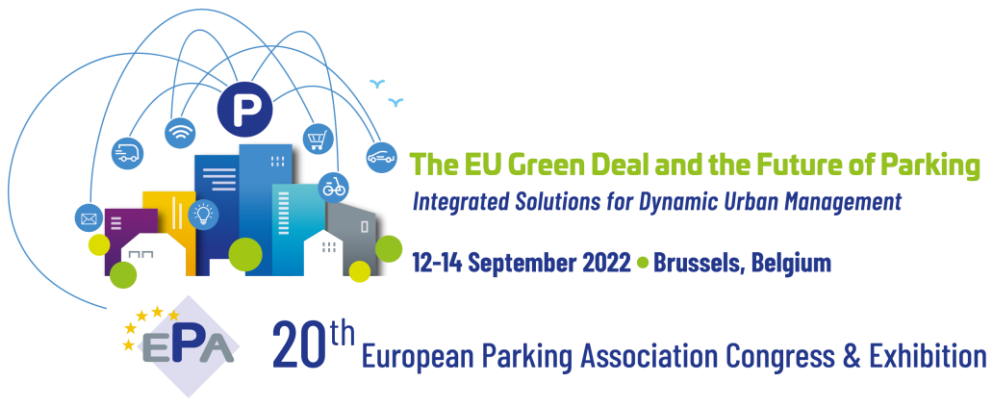 P
The EU Green Deal and the Future of Parking
Integrated Solutions for Dynamic Urban Management
12-14 September 2022 • Brussels, Belgium
EPA
20th European Parking Association Congress & Exhibition